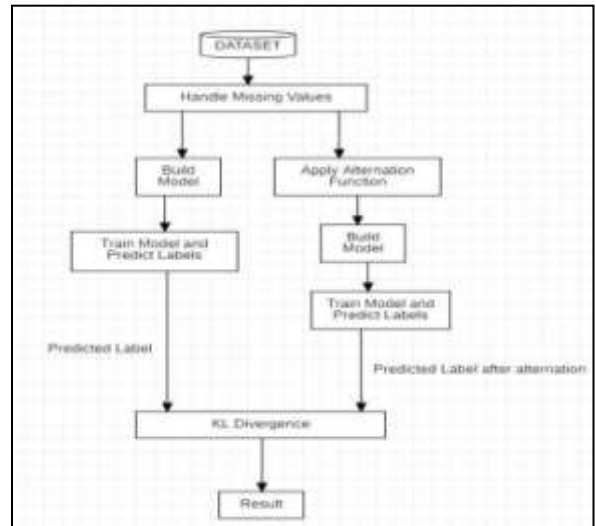 DATASET
Handle Missing Values
Build
Model
Apply Alternation
Function
Train Model and
Predict Labels
Build
Model
Train Model and
Predict Labels
Predicted Label
Predicted Label after alternation
KL Divergence
Result